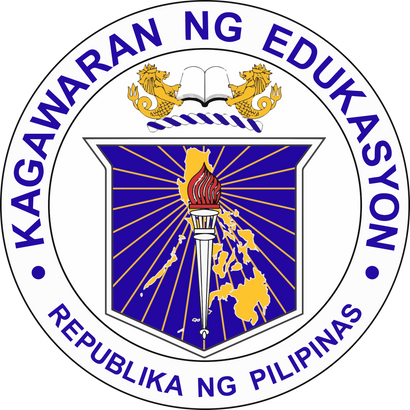 KAGAWARAN NG EDUKASYON
REPUBLIKA NG PILIPINAS